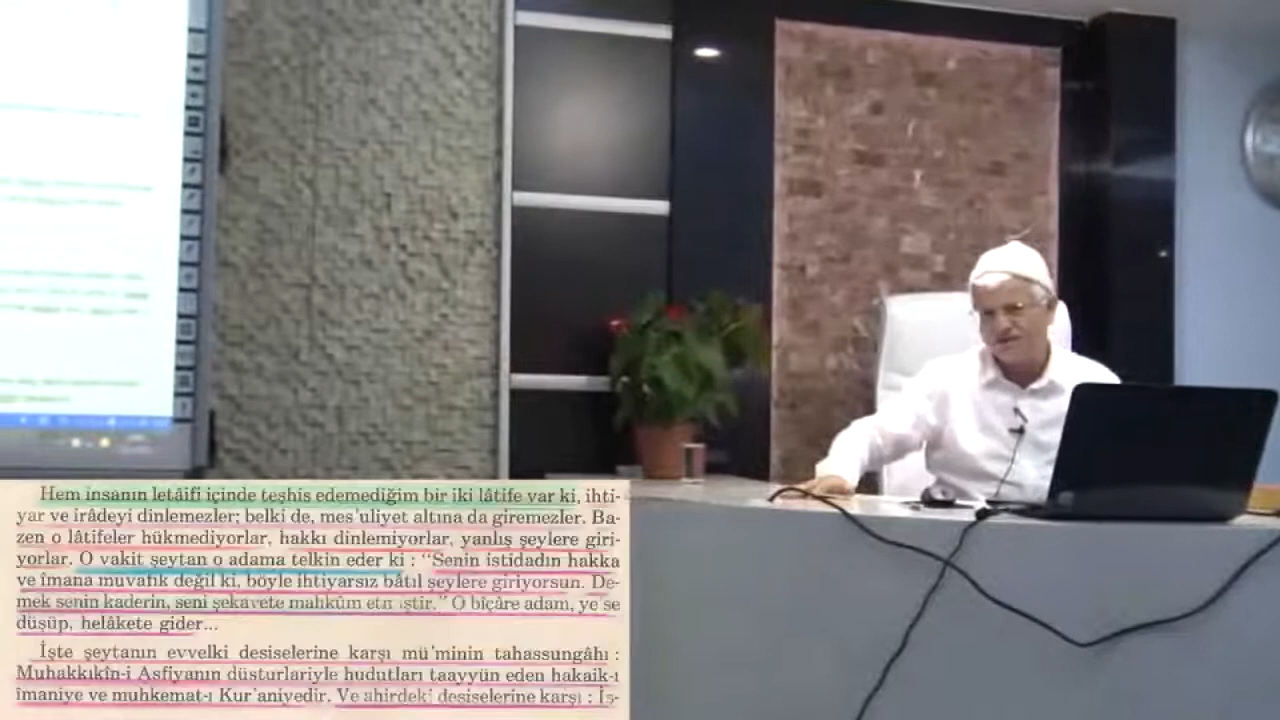 Hem insanın letâifi içinde teşhis edemediğim bir iki lâtife var ki, ihti-
yar ve irâdeyi dinlemezler; belki de, mes'uliyet altına da giremezler. Ba-
zen o lâtifeler hükmediyorlar, hakkı dinlemiyorlar, yanlış şeylere giri-
yorlar. O vakit şeytan o adama telkin eder ki : "Senin istidadın hakka
ve îmana muvafık değil ki, böyle ihtiyarsız bâtıl şeylere giriyorsun. De-
mek senin kaderin, seni şekavete mahkûm etmiştir." O bîçâre adam, ye'se
düşüp, helâkete gider...
İşte şeytanın evvelki desiselerine karşı mü'minin tahassungâhı :
Muhakkıkîn-i Asfiyanın düsturlariyle hudutları taayyün eden hakaik-ı
îmaniye ve muhkemat-ı Kur'aniyedir. Ve ahirdeki desiselerine karşı : İs-